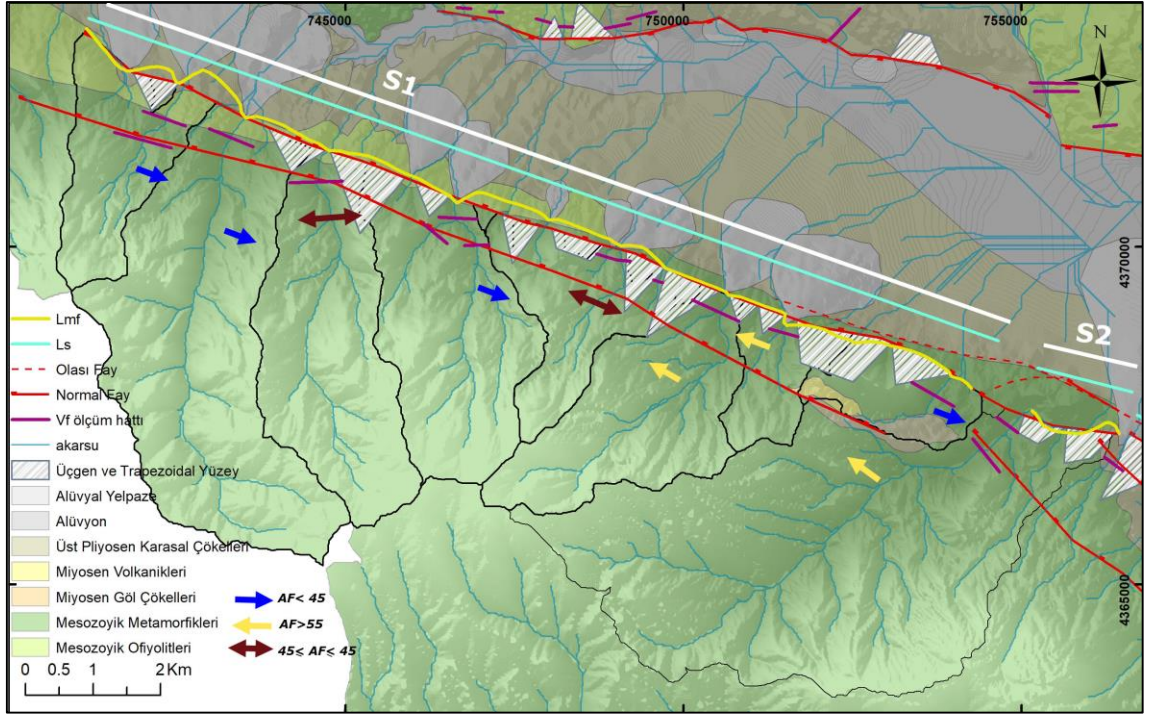 745000
750000
755000
N
S1
4370000
S2
Lmf
Ls
Olası Fay
Normal Fay
Vf ölçüm hattı
akarsu
Üçgen ve Trapezoidal Yüzey
Alüvyal Yelpaze
Alüvyon
Üst Pliyosen Karasal Çökelleri
Miyosen Volkanikleri
Miyosen Göl Çökelleri
Mesozoyik Metamorfikleri
Mesozoyik Ofiyolitleri
AF< 45
AF>55
45≤ AF≤ 45
4365000
0 0.5 1 2 Km